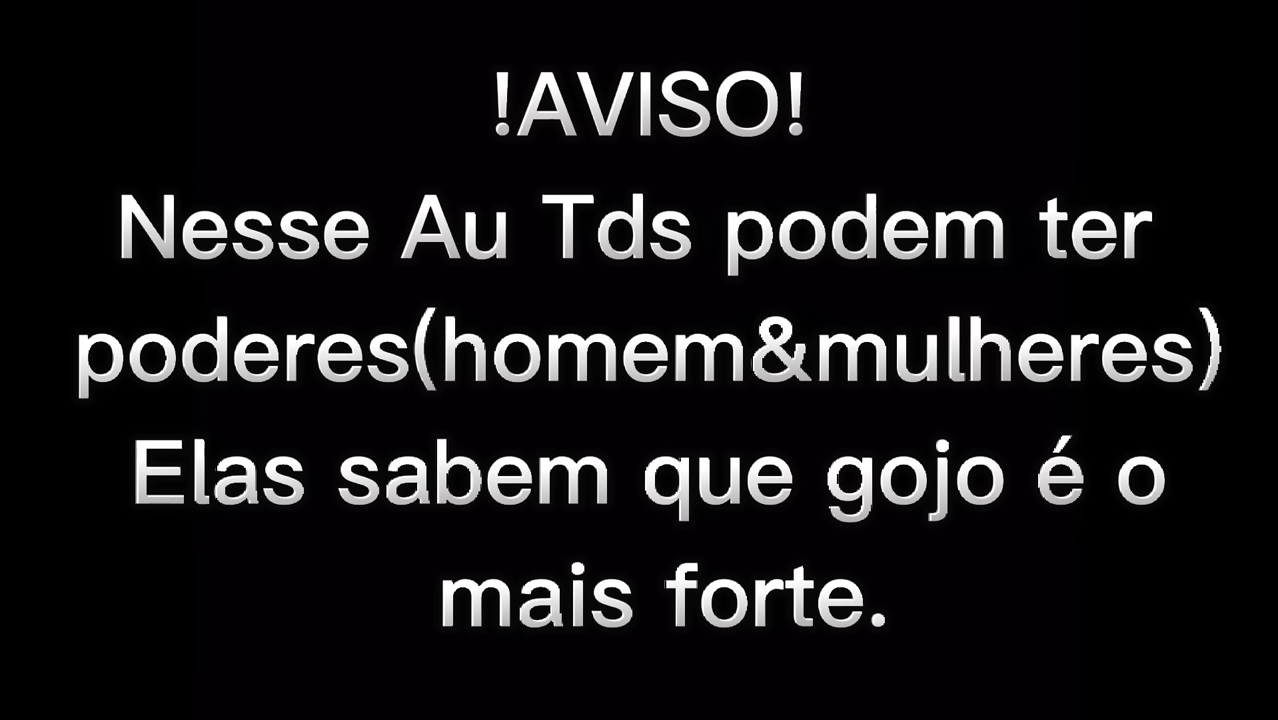 !AVISO!
Nesse Au Tds podem ter
poderes(homem&mulheres)
Elas sabem que gojo é o
mais forte.